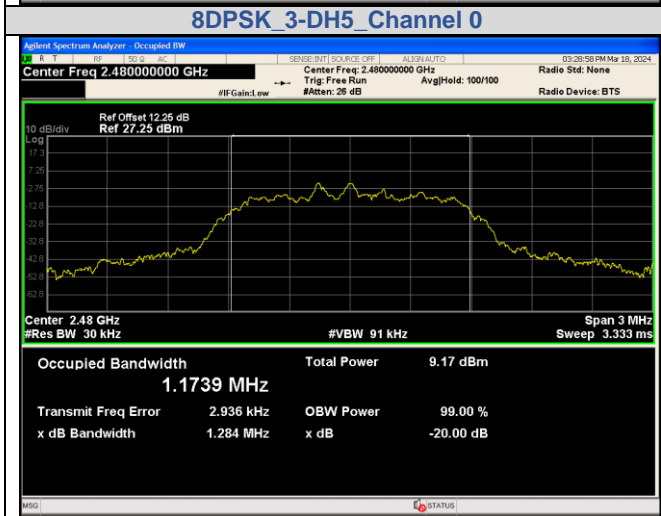 8DPSK_3-DH5_Channel 0
Agilent Spectrum Analyzer - Occupied BW
R T RF 50 Ω AC SENSE:INT SOURCE OFF ALIGN AUTO 03:28:58 PM Mar 18, 2024
Center Freq 2.480000000 GHz Center Freq: 2.480000000 GHz Radio Std: None
Trig: Free Run Avg|Hold: 100/100
#IFGain:Low #Atten: 26 dB Radio Device: BTS
Ref Offset 12.25 dB
10 dB/div Ref 27.25 dBm
Log
17.3
7.25
-2.75
-12.8
-22.8
-32.8
-42.8
-52.8
-62.8
Center 2.48 GHz Span 3 MHz
#Res BW 30 kHz #VBW 91 kHz Sweep 3.333 ms
Occupied Bandwidth Total Power 9.17 dBm
1.1739 MHz
Transmit Freq Error 2.936 kHz OBW Power 99.00 %
x dB Bandwidth 1.284 MHz x dB -20.00 dB
MSG STATUS